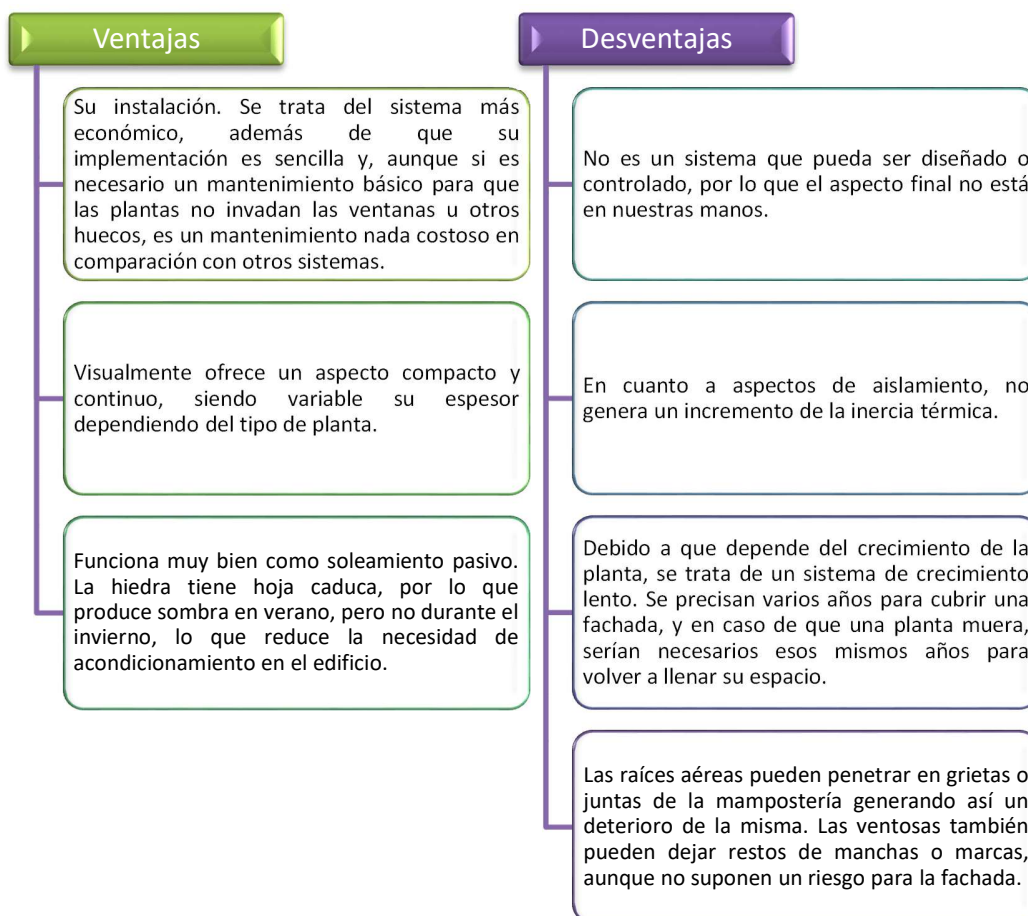 Ventajas
Su instalación. Se trata del sistema más
económico, además de que su
implementación es sencilla y, aunque si es
necesario un mantenimiento básico para que
las plantas no invadan las ventanas u otros
huecos, es un mantenimiento nada costoso en
comparación con otros sistemas.
Visualmente ofrece un aspecto compacto y
continuo, siendo variable su espesor
dependiendo del tipo de planta.
Funciona muy bien como soleamiento pasivo.
La hiedra tiene hoja caduca, por lo que
produce sombra en verano, pero no durante el
invierno, lo que reduce la necesidad de
acondicionamiento en el edificio.
Desventajas
No es un sistema que pueda ser diseñado o
controlado, por lo que el aspecto final no está
en nuestras manos.
En cuanto a aspectos de aislamiento, no
genera un incremento de la inercia térmica.
Debido a que depende del crecimiento de la
planta, se trata de un sistema de crecimiento
lento. Se precisan varios años para cubrir una
fachada, y en caso de que una planta muera,
serían necesarios esos mismos años para
volver a llenar su espacio.
Las raíces aéreas pueden penetrar en grietas o
juntas de la mampostería generando así un
deterioro de la misma. Las ventosas también
pueden dejar restos de manchas o marcas,
aunque no suponen un riesgo para la fachada.